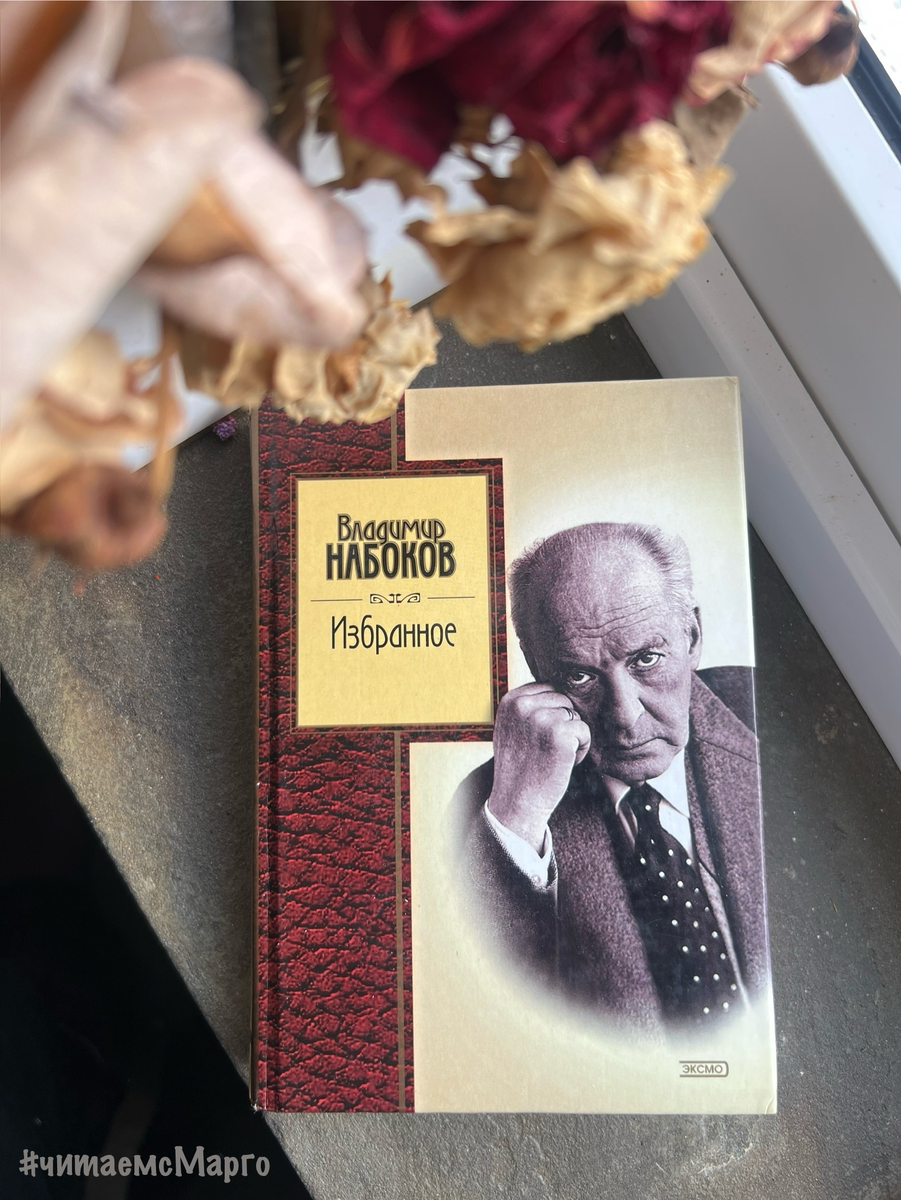 Владимир
НАБОКОВ
Избранное
ЭКСМО
#читаемсМарго